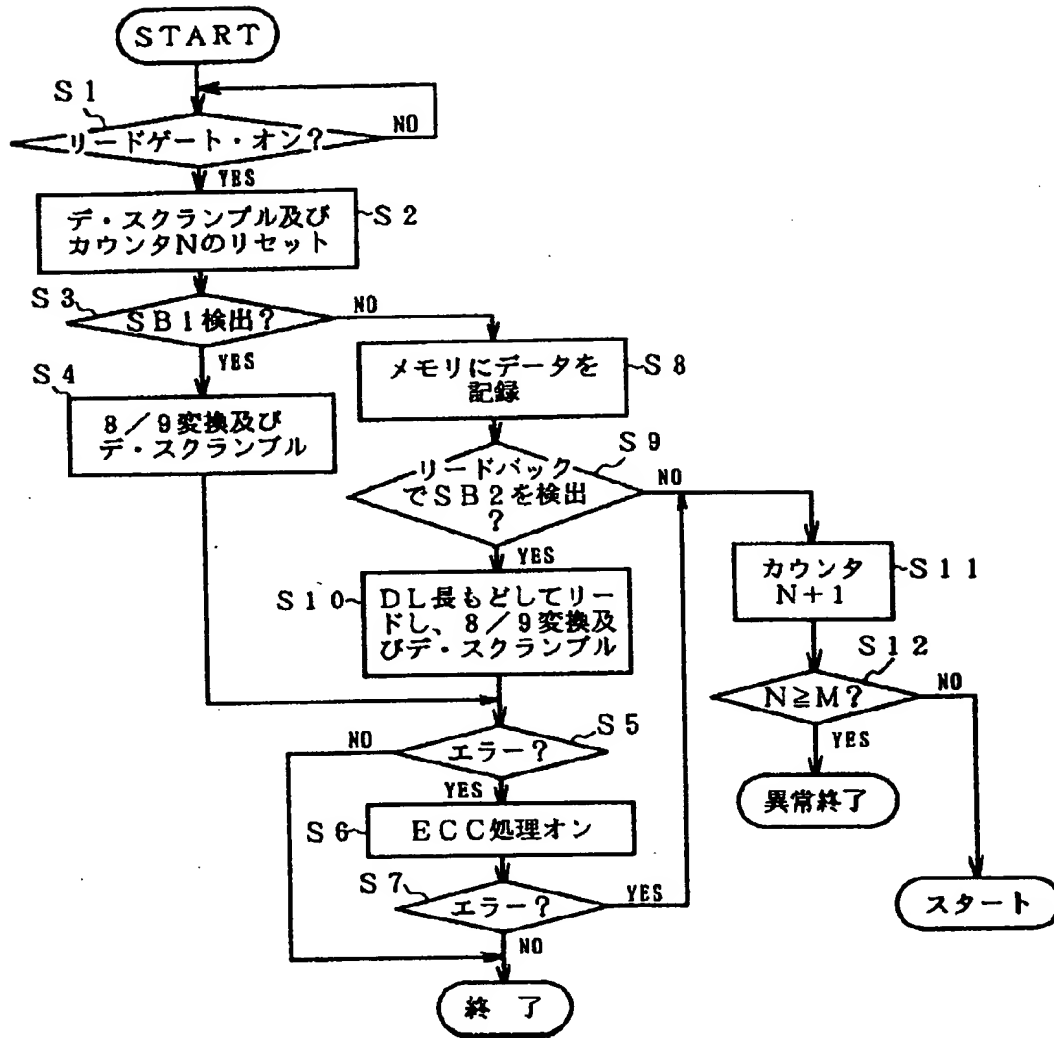 START
S1
リードゲート・オン?
NO
YES
デ・スクランブル及び
カウンタNのリセット
S2
S3
SB1検出?
NO
YES
S4
8/9変換及び
デ・スクランブル
メモリにデータを
記録
S8
S9
リードバック
でSB2を検出
?
NO
YES
S10
DL長もどしてリー
ドし、8/9変換及
びデ・スクランブル
カウンタ
N+1
S11
S12
N≧M?
NO
YES
異常終了
スタート
S5
エラー?
NO
YES
S6
ECC処理オン
S7
エラー?
YES
NO
終 了